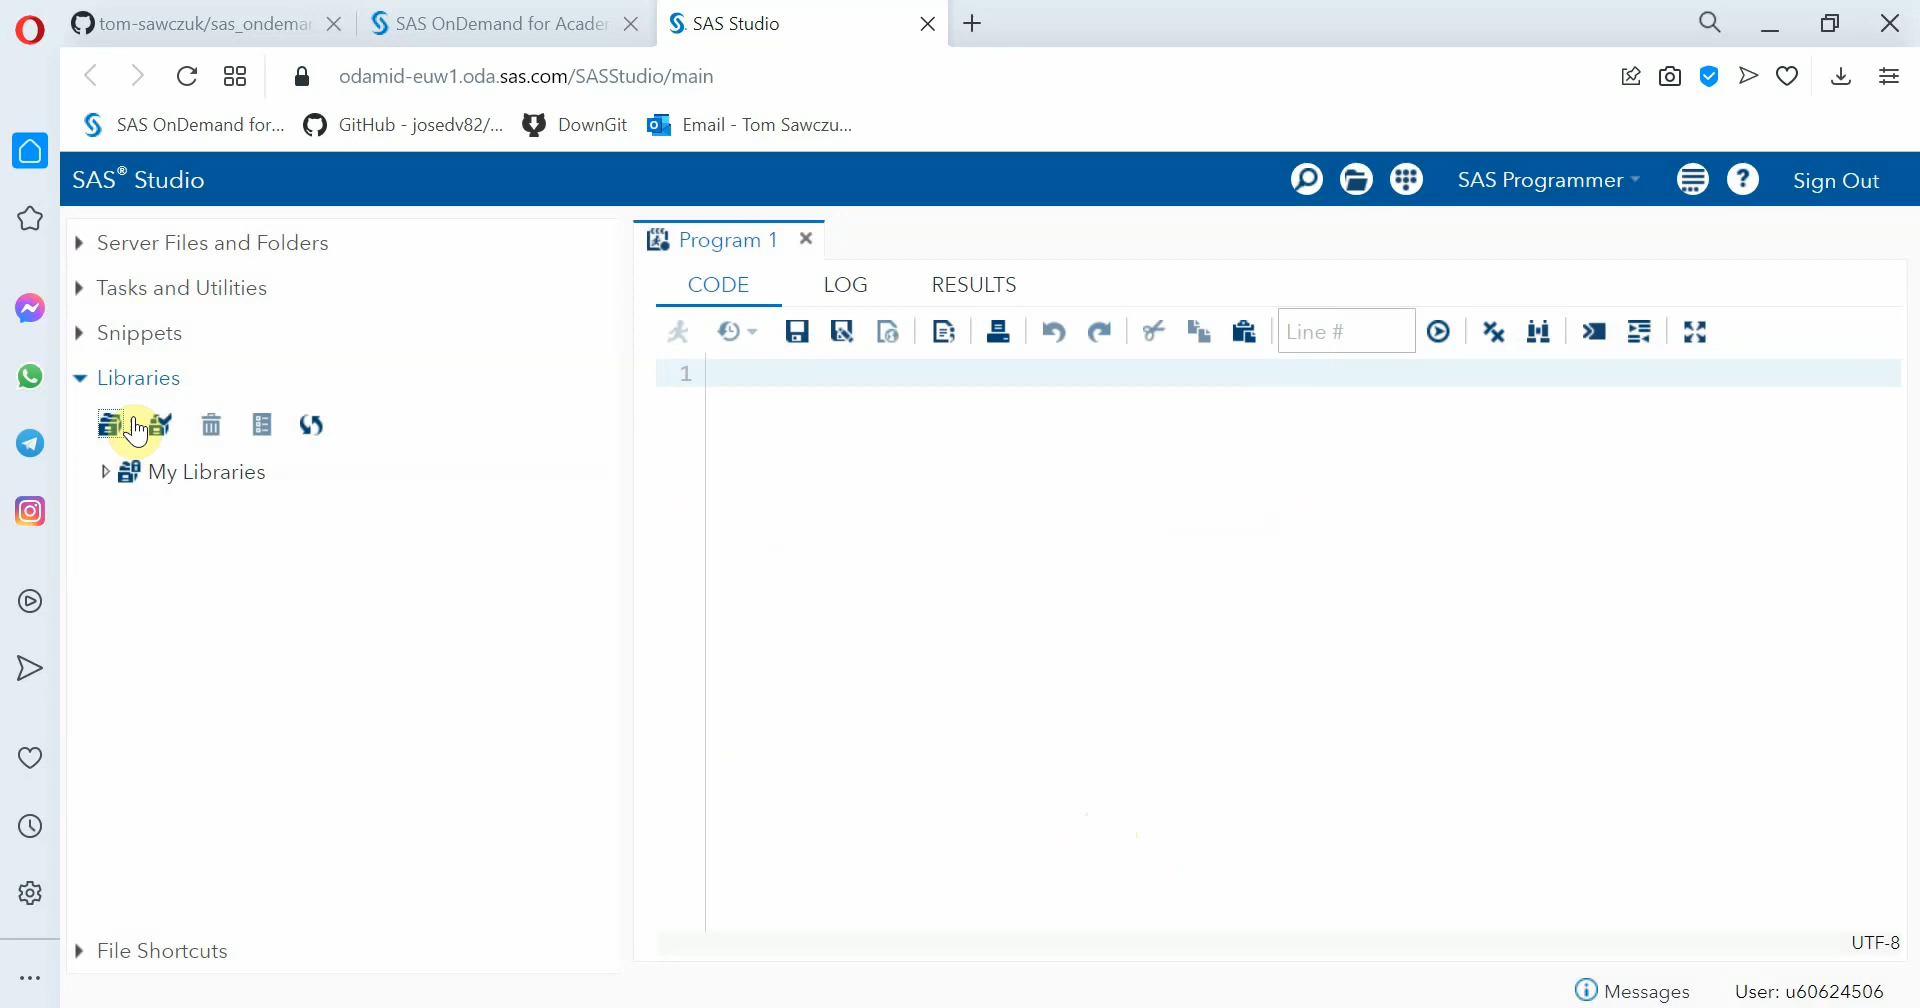 tom-sawczuk/sas_ondemar
SAS OnDemand for Acader
SAS Studio
odamid-euw1.oda.sas.com/SASStudio/main
SAS OnDemand for...
GitHub - josedv82/...
DownGit
Email - Tom Sawczu...
SAS® Studio
SAS Programmer
Sign Out
Server Files and Folders
Tasks and Utilities
Snippets
Libraries
My Libraries
File Shortcuts
Program 1
CODE
LOG
RESULTS
Line #
1
UTF-8
Messages
User: u60624506